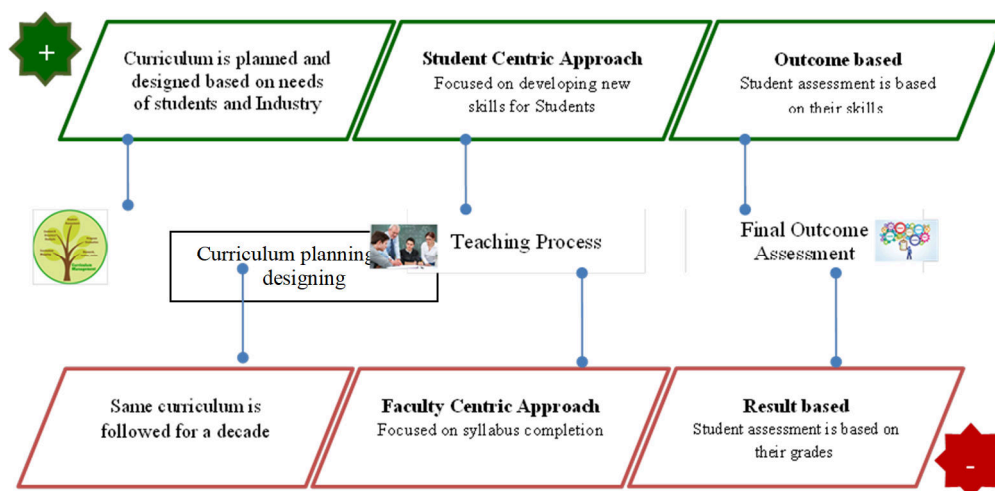 +
Curriculum is planned and
designed based on needs
of students and Industry
Student Centric Approach
Focused on developing new
skills for Students
Outcome based
Student assessment is based
on their skills
Curriculum Management
Curriculum planning
designing
Teaching Process
Final Outcome
Assessment
Same curriculum is
followed for a decade
Faculty Centric Approach
Focused on syllabus completion
Result based
Student assessment is based on
their grades
-